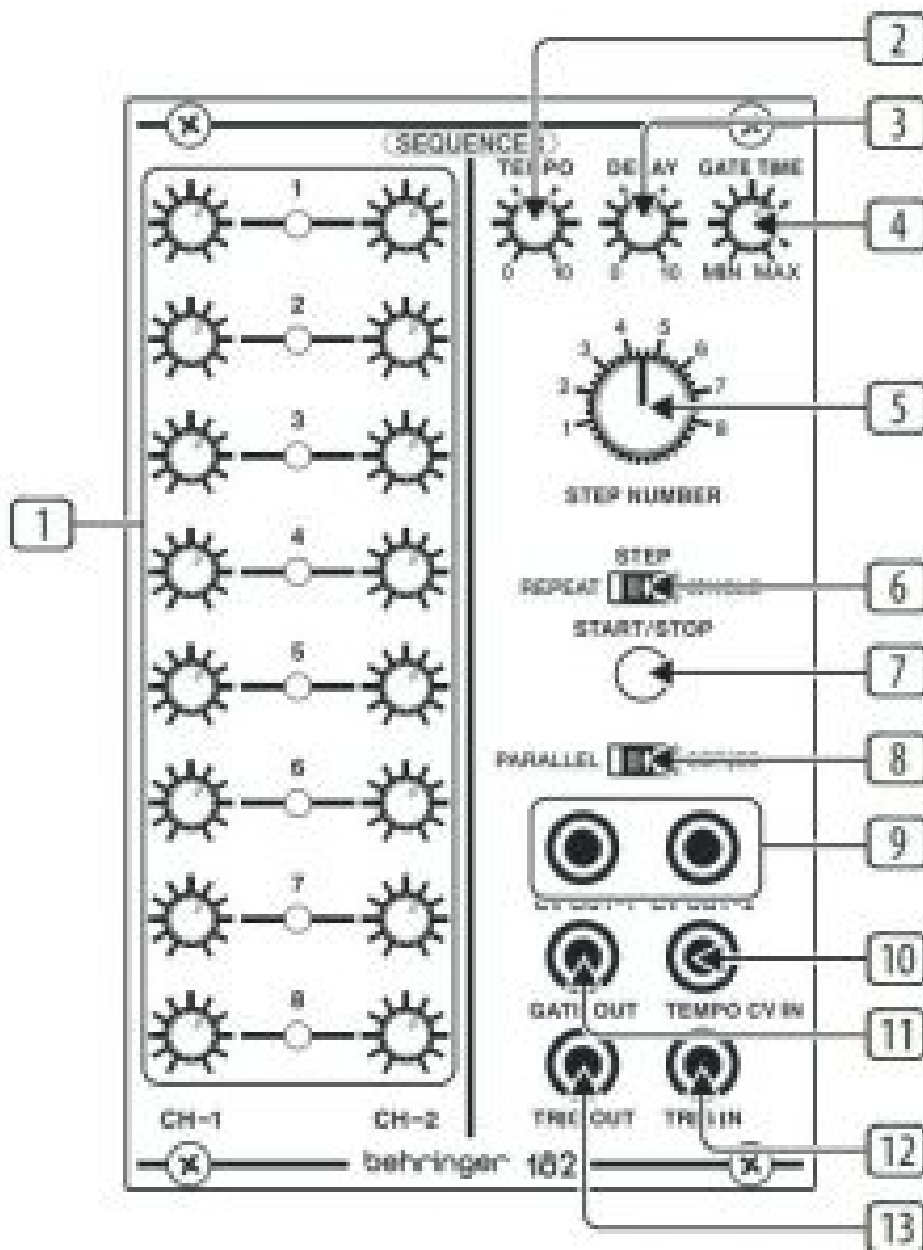 2
3
SEQUENCER
TEMPO DELAY GATE TIME
4
0 10 0 10 MIN MAX
1 2 3 4 5 6 7 8
5
STEP NUMBER
1
2
3
4
5
6
7
8
1
STEP
REPEAT
6
START/STOP
7
PARALLEL
8
9
10
GATE OUT TEMPO CV IN
11
TRIG OUT TRIG IN
CH-1 CH-2
12
behringer 182
13